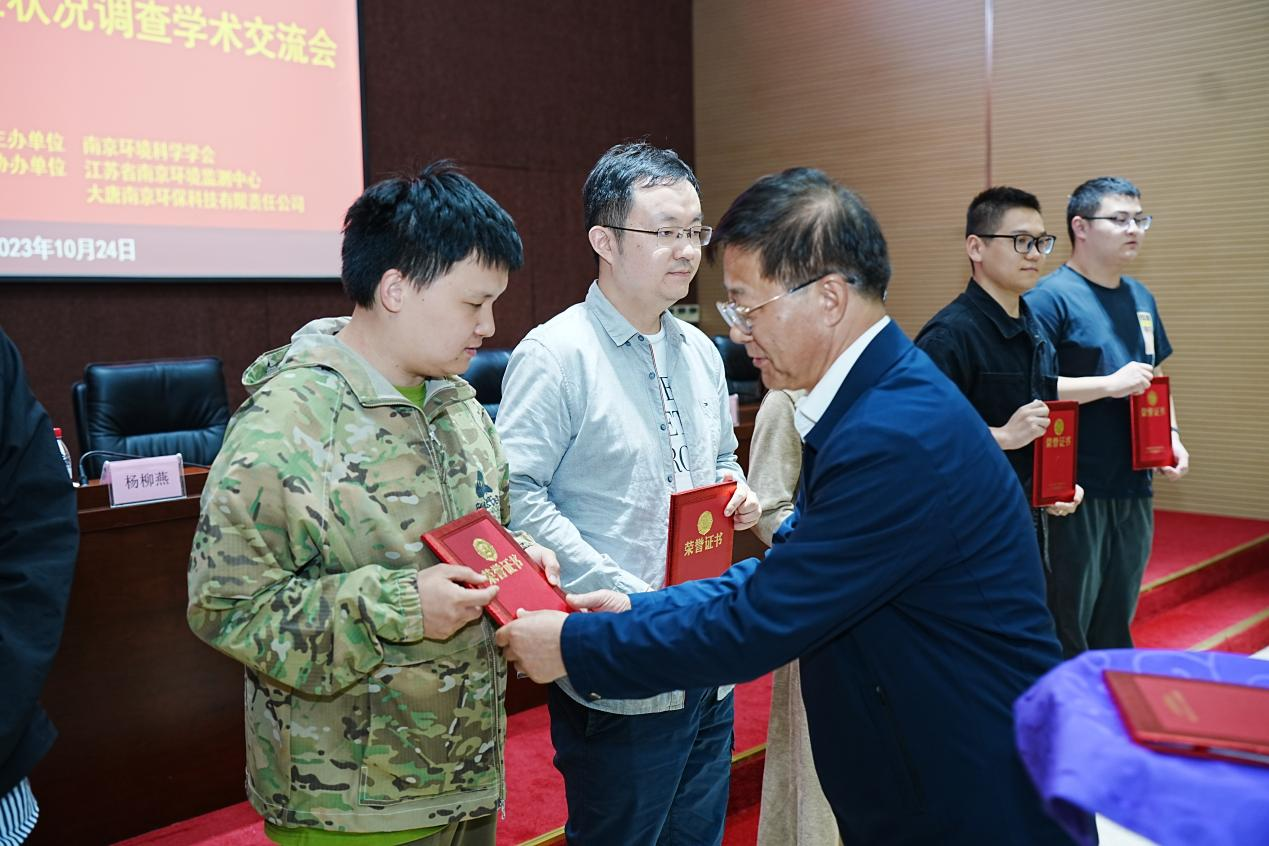 状况调查学术交流会
主办单位 南京环境科学学会
协办单位 江苏省南京环境监测中心
大唐南京环保科技有限责任公司
2023年10月24日
杨柳燕
荣誉证书
荣誉证书
荣誉证书
荣誉证书